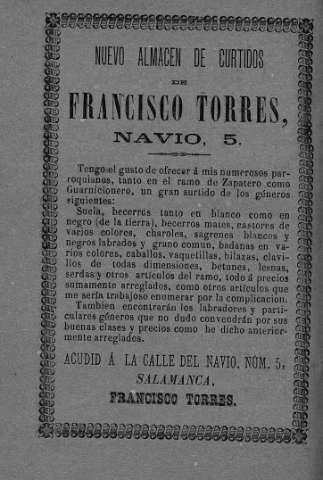 NUEVO ALMACEN DE CURTIDOS
DE
FRANCISCO TORRES,
NAVIO, 5.
Tengo el gusto de ofrecer á mis numerosos par-
roquianos, tanto en el ramo de Zapatero como
Guarnicionero, un gran surtido de los géneros
siguientes:
Suela, becerros tanto en blanco como en
negro (de la tierra), becerros mates, castores de
varios colores, charoles, sagrenes blancos y
negros labrados y grano comun, badanas en va-
rios colores, caballos, vaquetillas, hilazas, clavi-
llos de todas dimensiones, betunes, lesnas,
serdas y otros articulos del ramo, todo á precios
sumamente arreglados, como otros artículos que
me seria trabajoso enumerar por la complicacion.
Tambien encontrarán los labradores y parti-
culares géneros que no dudo convendrán por sus
buenas clases y precios como he dicho anterior-
mente arreglados.
ACUDID Á LA CALLE DEL NAVIO, NÚM. 5,
SALAMANCA,
FRANCISCO TORRES.